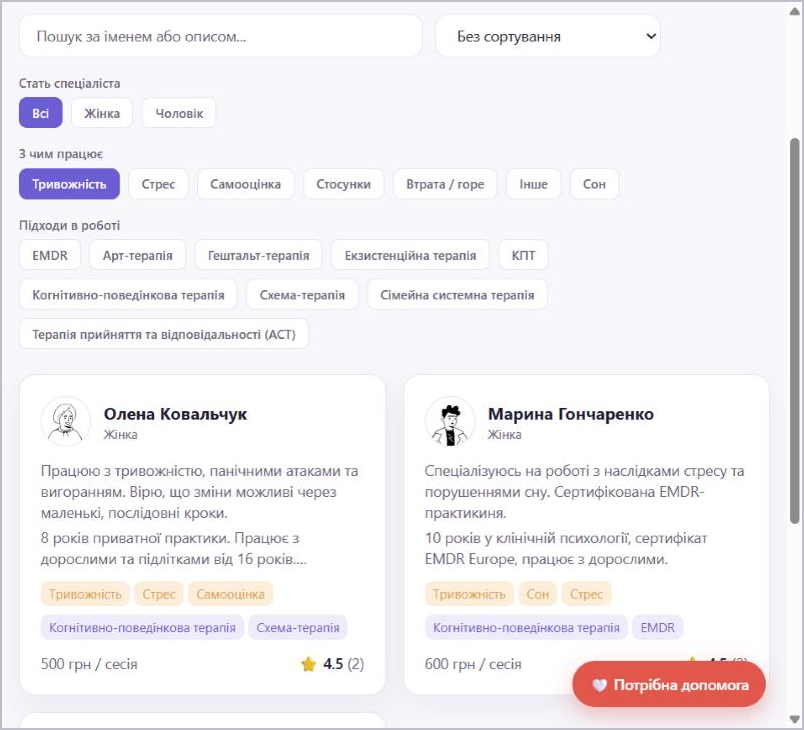 Пошук за іменем або описом...
Без сортування
Стать спеціаліста
Всі
Жінка
Чоловік
З чим працює
Тривожність
Стрес
Самооцінка
Стосунки
Втрата / горе
Інше
Сон
Підходи в роботі
EMDR
Арт-терапія
Гештальт-терапія
Екзистенційна терапія
КПТ
Когнітивно-поведінкова терапія
Схема-терапія
Сімейна системна терапія
Терапія прийняття та відповідальності (ACT)
Олена Ковальчук
Жінка
Працюю з тривожністю, панічними атаками та
вигоранням. Вірю, що зміни можливі через
маленькі, послідовні кроки.
8 років приватної практики. Працює з
дорослими та підлітками від 16 років....
Тривожність
Стрес
Самооцінка
Когнітивно-поведінкова терапія
Схема-терапія
500 грн / сесія
4.5 (2)
Марина Гончаренко
Жінка
Спеціалізуюсь на роботі з наслідками стресу та
порушеннями сну. Сертифікована EMDR-
практикиня.
10 років у клінічній психології, сертифікат
EMDR Europe, працює з дорослими.
Тривожність
Сон
Стрес
Когнітивно-поведінкова терапія
EMDR
600 грн / сесія
Потрібна допомога